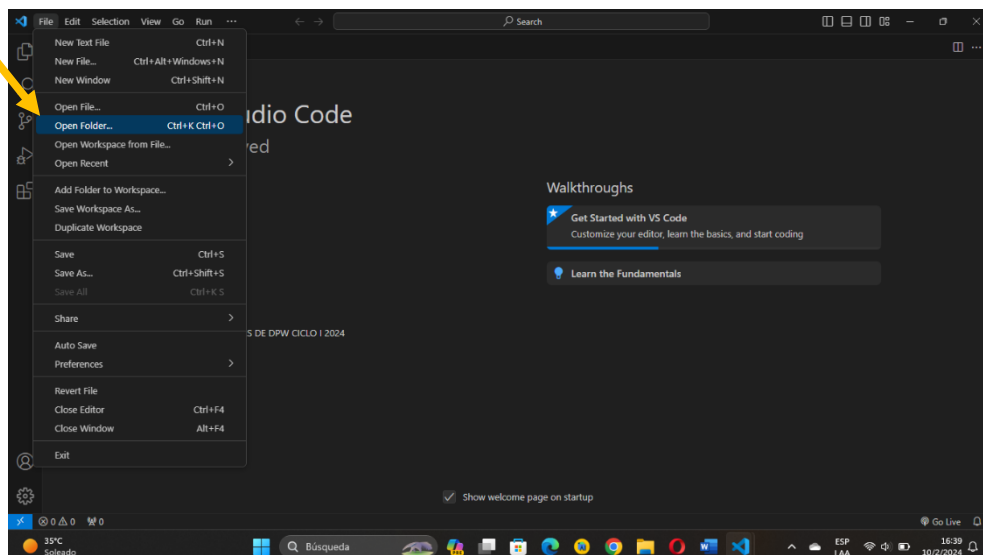 File Edit Selection View Go Run ··· Search
New Text File Ctrl+N
New File... Ctrl+Alt+Windows+N
New Window Ctrl+Shift+N
Open File... Ctrl+O
Open Folder... Ctrl+K Ctrl+O
Open Workspace from File...
Open Recent
Add Folder to Workspace...
Save Workspace As...
Duplicate Workspace
Save Ctrl+S
Save As... Ctrl+Shift+S
Save All Ctrl+K S
Share
Auto Save
Preferences
Revert File
Close Editor Ctrl+F4
Close Window Alt+F4
Exit
udio Code
ed
Walkthroughs
Get Started with VS Code
Customize your editor, learn the basics, and start coding
Learn the Fundamentals
S DE DPW CICLO I 2024
Show welcome page on startup
0 0 0 Go Live
35°C
Soleado
Búsqueda
ESP
LAA
16:39
10/2/2024